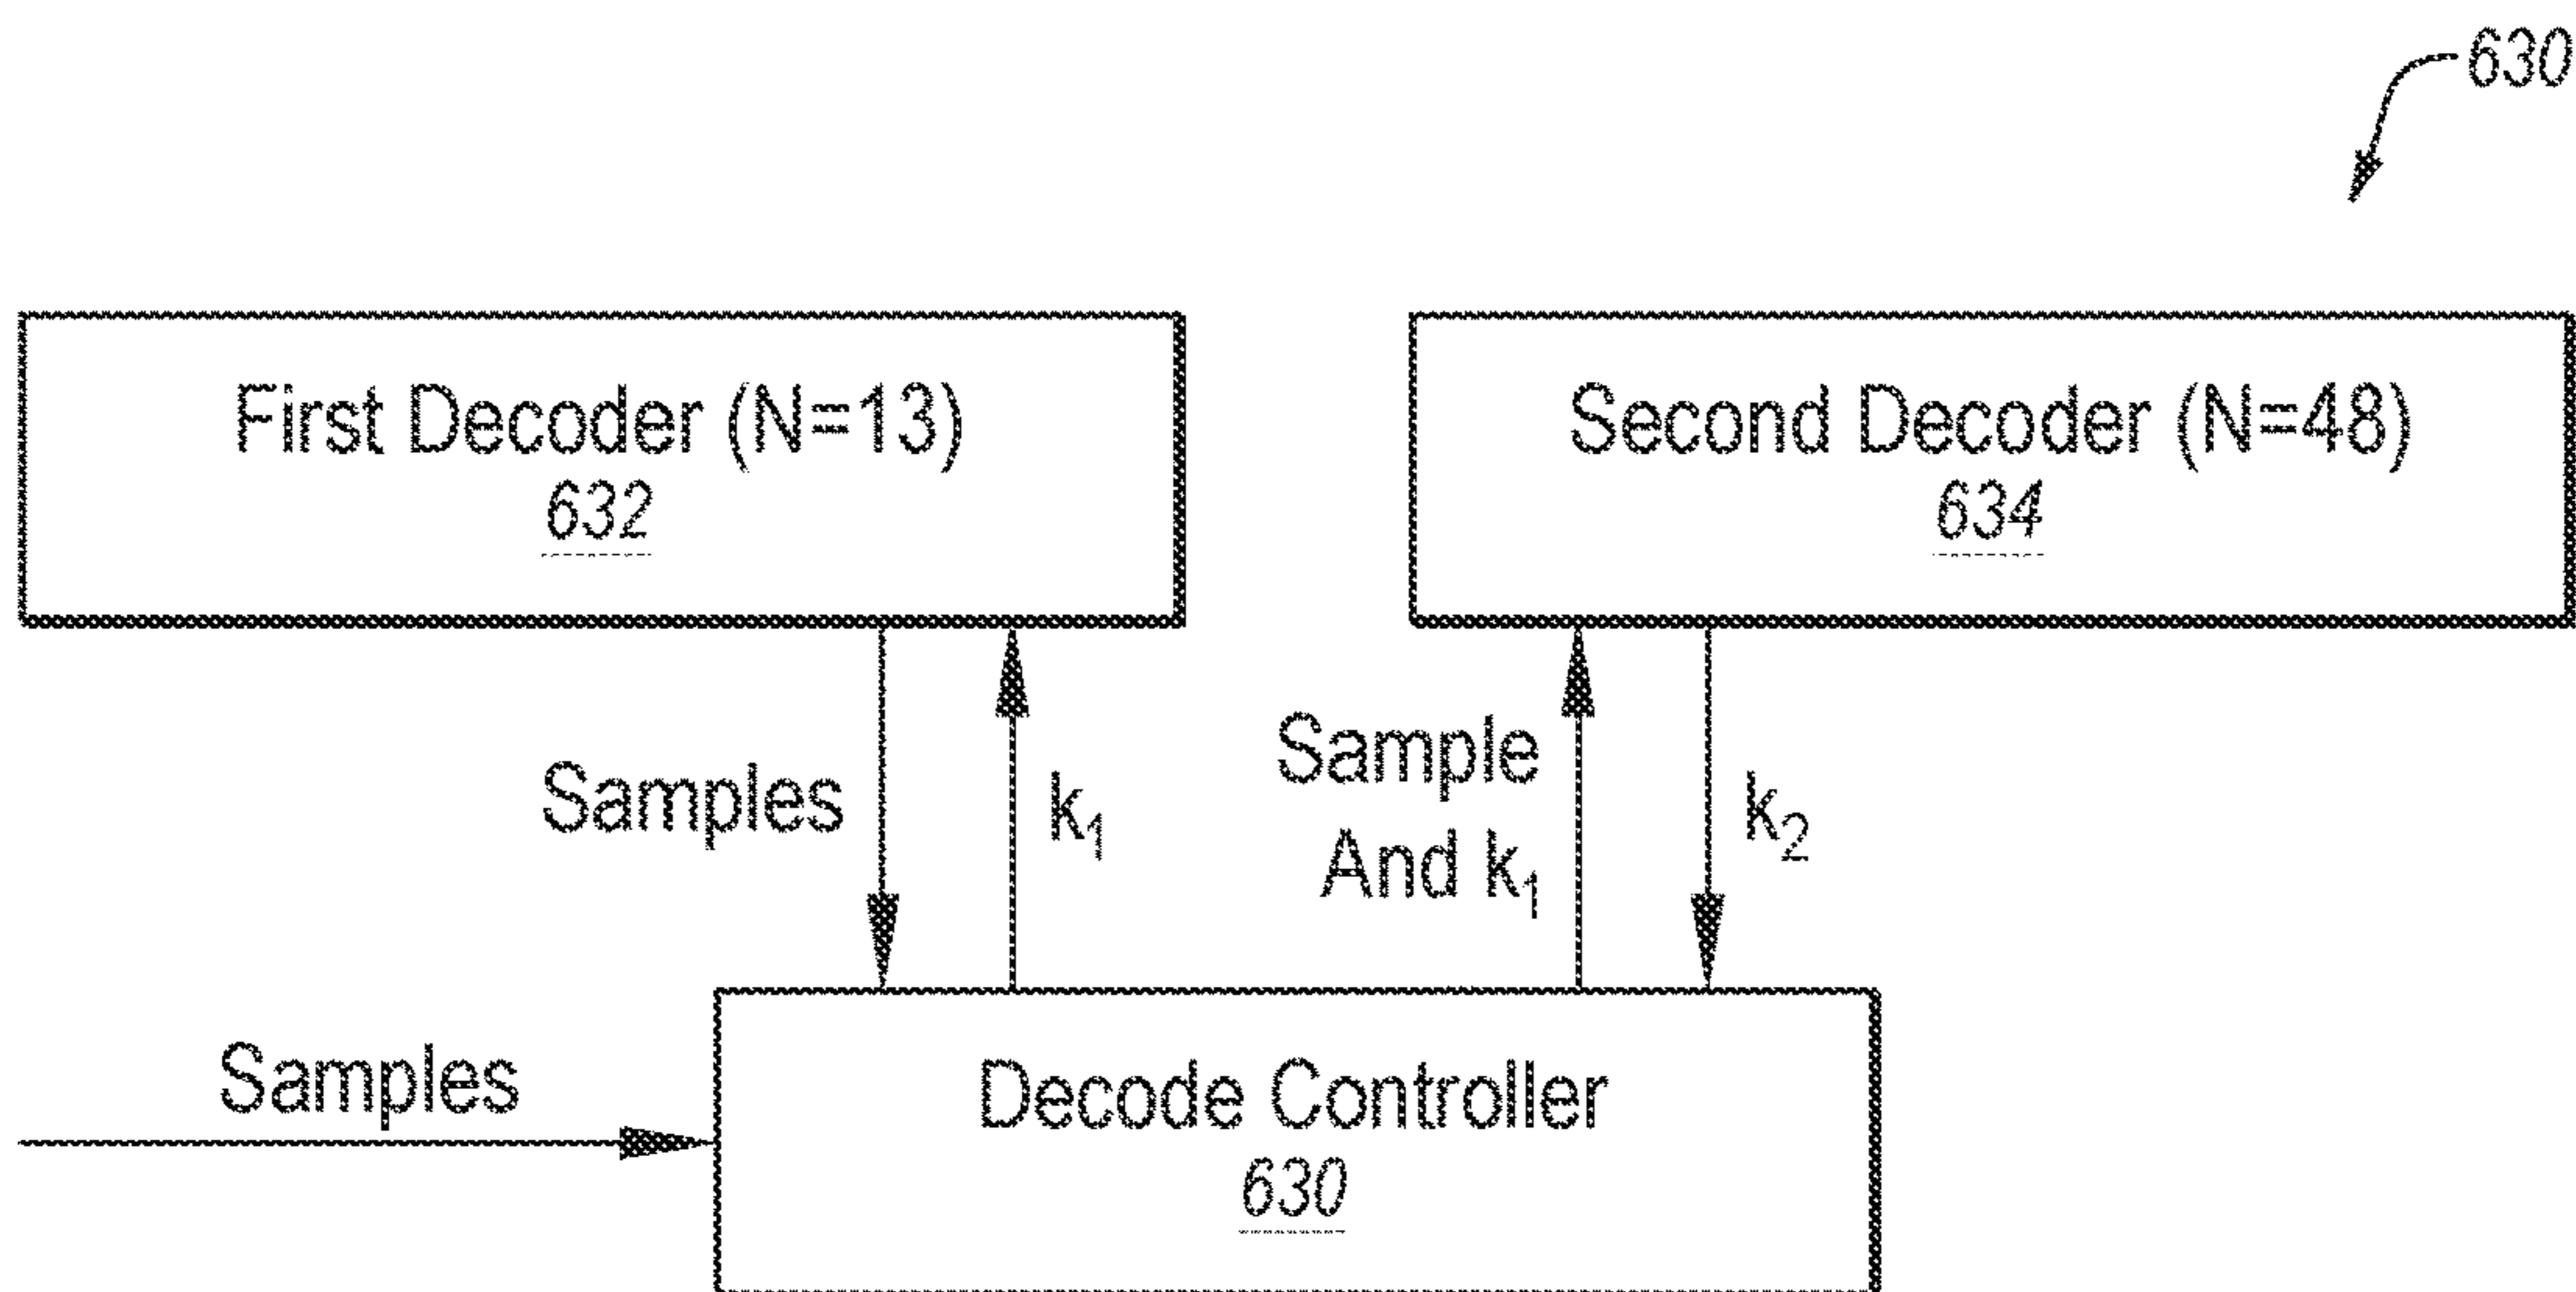 630
First Decoder (N=13)
632
Second Decoder (N=48)
634
Samples
k₁
Sample
And k₁
k₂
Samples
Decode Controller
630